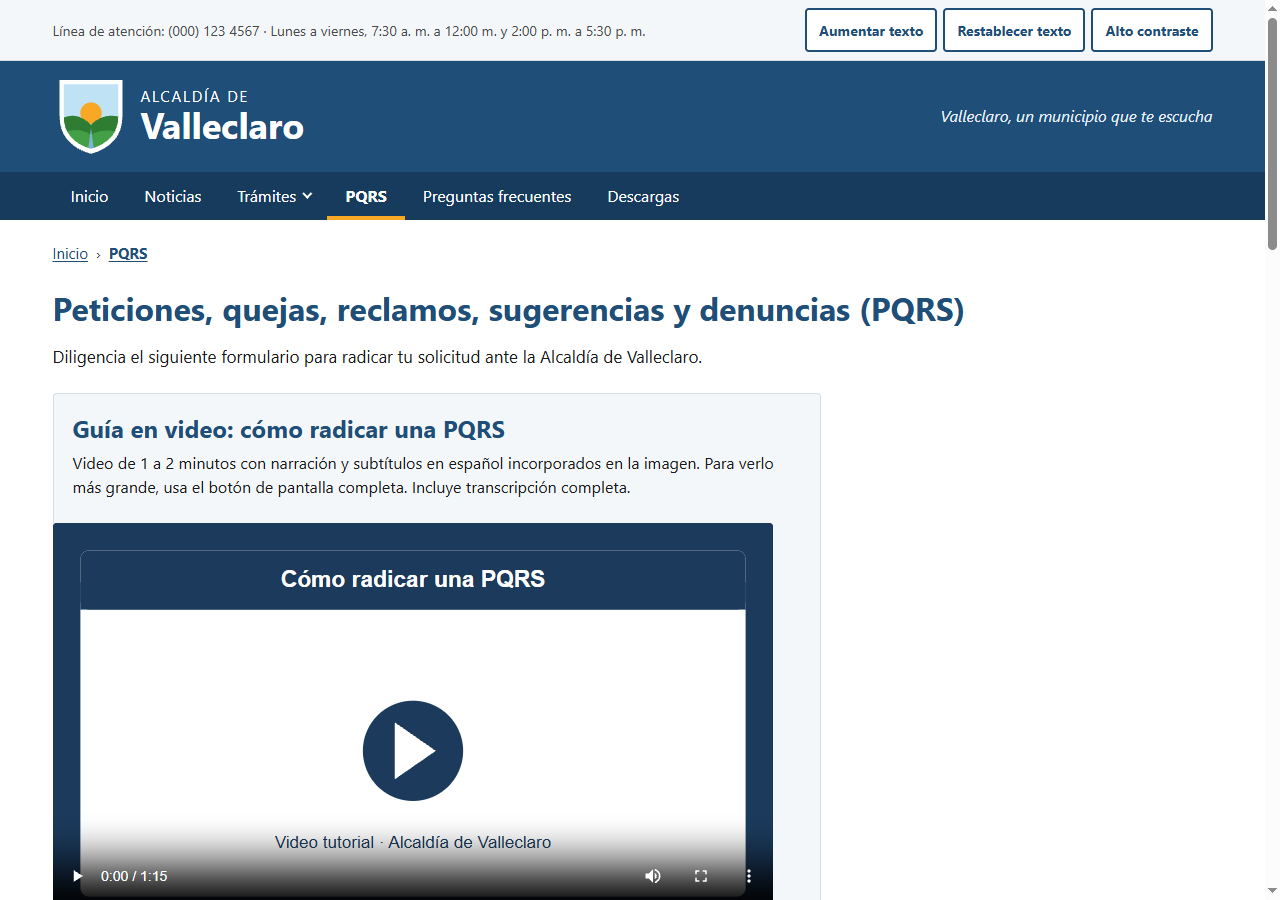 Línea de atención: (000) 123 4567 · Lunes a viernes, 7:30 a. m. a 12:00 m. y 2:00 p. m. a 5:30 p. m.
Aumentar texto
Restablecer texto
Alto contraste
ALCALDÍA DE
Valleclaro
Valleclaro, un municipio que te escucha
Inicio
Noticias
Trámites
PQRS
Preguntas frecuentes
Descargas
Inicio › PQRS
Peticiones, quejas, reclamos, sugerencias y denuncias (PQRS)
Diligencia el siguiente formulario para radicar tu solicitud ante la Alcaldía de Valleclaro.
Guía en video: cómo radicar una PQRS
Video de 1 a 2 minutos con narración y subtítulos en español incorporados en la imagen. Para verlo
más grande, usa el botón de pantalla completa. Incluye transcripción completa.
Cómo radicar una PQRS
Video tutorial · Alcaldía de Valleclaro
0:00 / 1:15